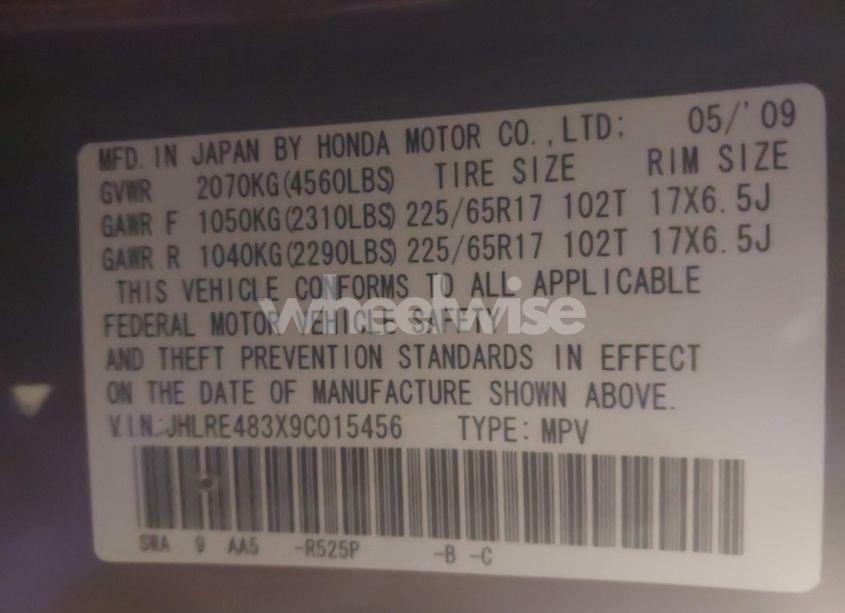 MFD. IN JAPAN BY HONDA MOTOR CO.,LTD; 05/'09
GVWR 2070KG(4560LBS) TIRE SIZE RIM SIZE
GAWR F 1050KG(2310LBS) 225/65R17 102T 17X6.5J
GAWR R 1040KG(2290LBS) 225/65R17 102T 17X6.5J
THIS VEHICLE CONFORMS TO ALL APPLICABLE
FEDERAL MOTOR VEHICLE SAFETY
wheelwise
AND THEFT PREVENTION STANDARDS IN EFFECT
ON THE DATE OF MANUFACTURE SHOWN ABOVE.
V.I.N.:JHLRE483X9C015456 TYPE: MPV
SWA 9 AA5 -R525P -B -C